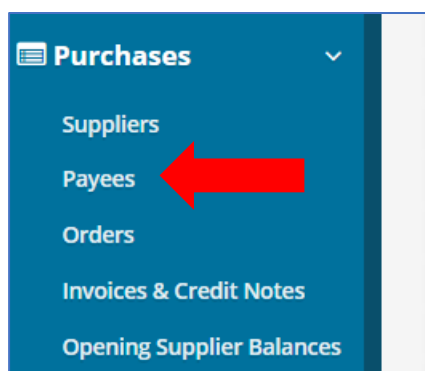 Purchases
Suppliers
Payees
Orders
Invoices & Credit Notes
Opening Supplier Balances